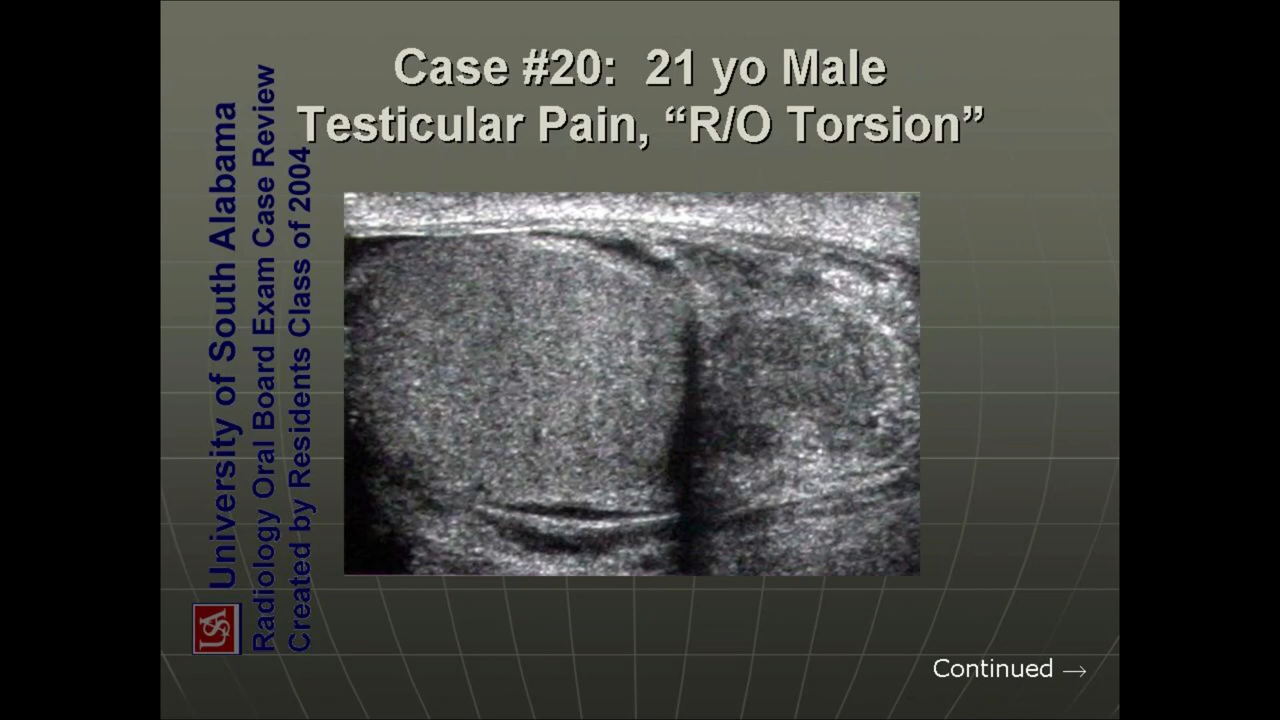 Case #20: 21 yo Male
Testicular Pain, “R/O Torsion”
University of South Alabama
Radiology Oral Board Exam Case Review
Created by Residents Class of 2004
USA
Continued →